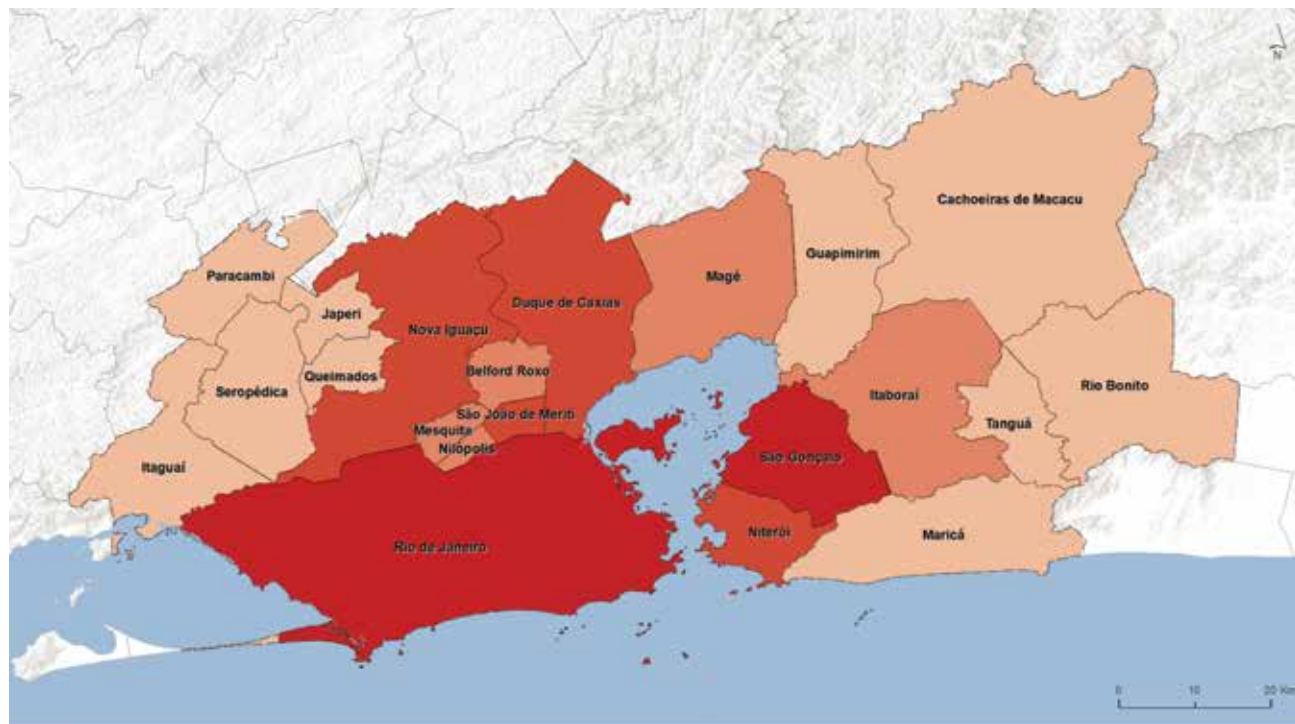 N
Cachoeiras de Macacu
Guapimirim
Paracambi
Magé
Duque de Caxias
Japeri
Nova Iguaçu
Belford Roxo
Queimados
Seropédica
Rio Bonito
Itaboraí
São João de Meriti
Tanguá
Mesquita
Nilópolis
São Gonçalo
Itaguaí
Niterói
Maricá
Rio de Janeiro
0 10 20 Km